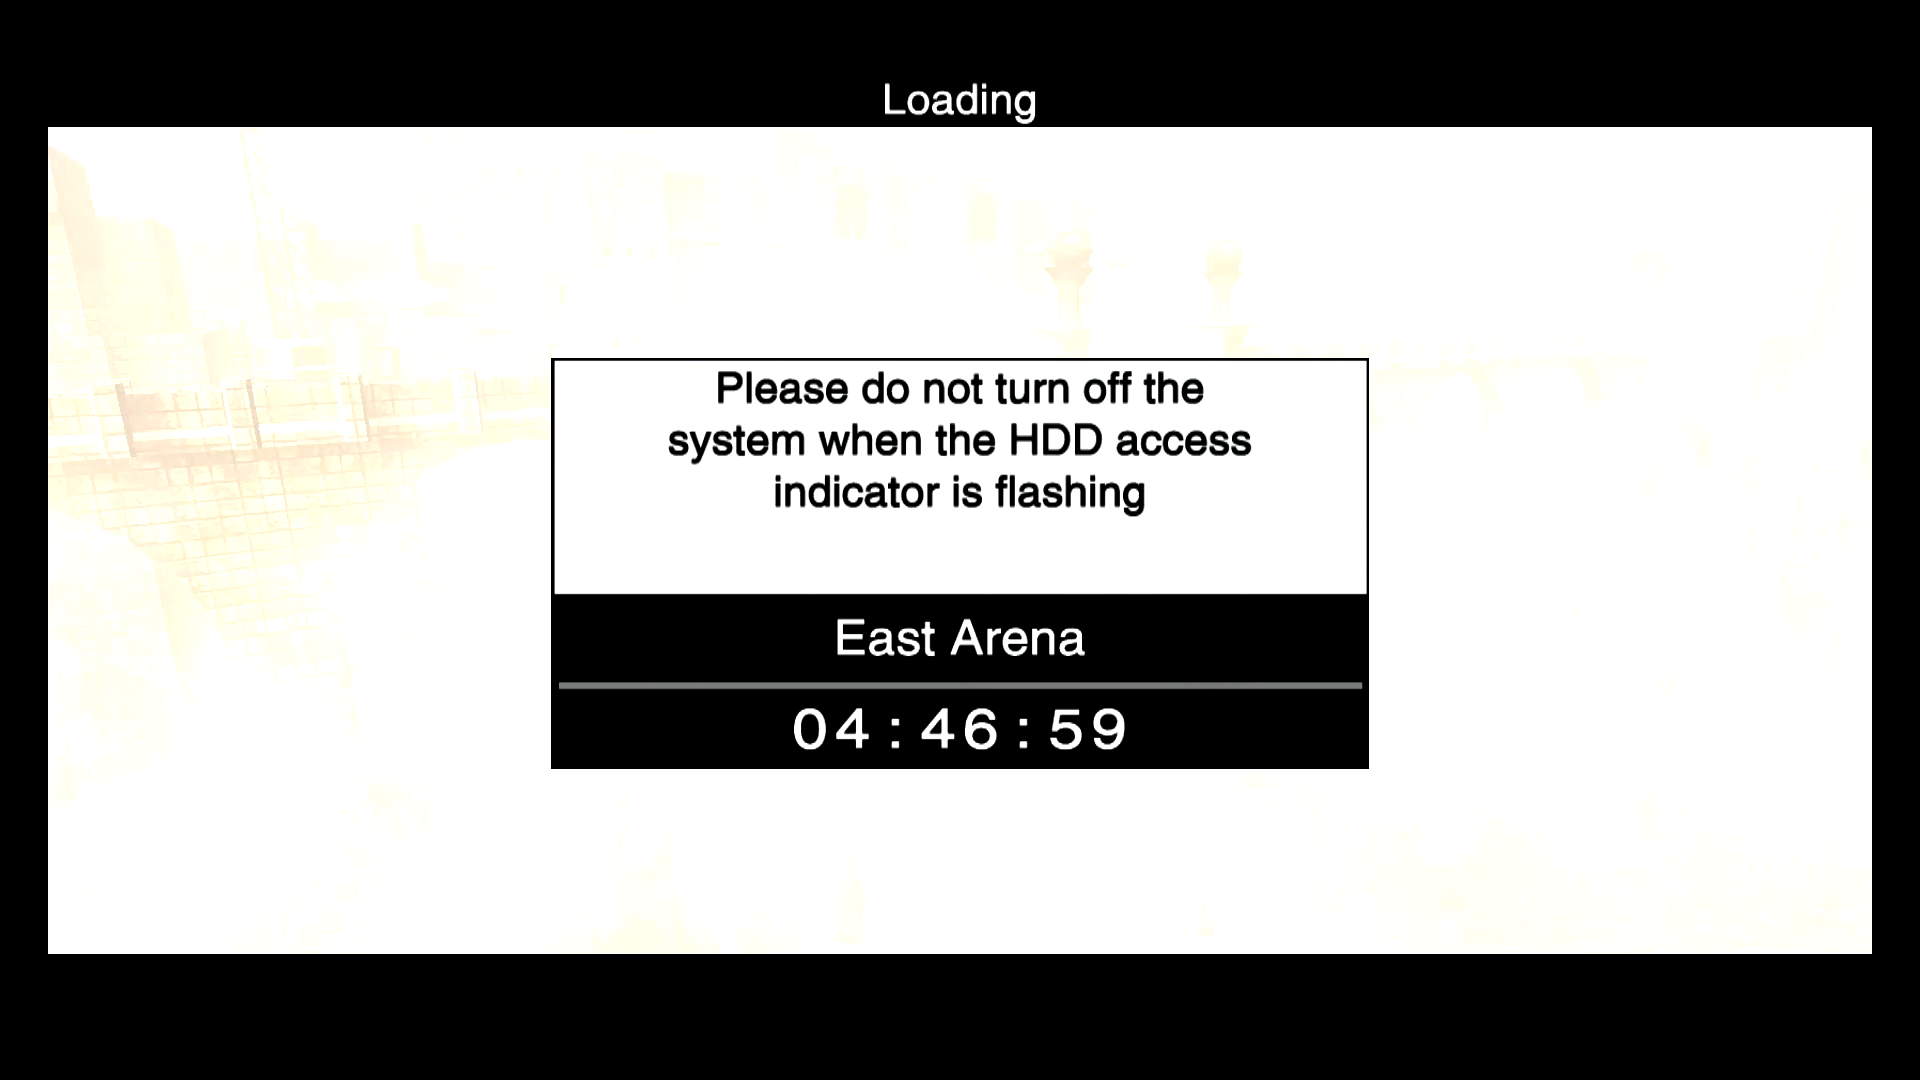 Loading
Please do not turn off the
system when the HDD access
indicator is flashing
East Arena
04:46:59